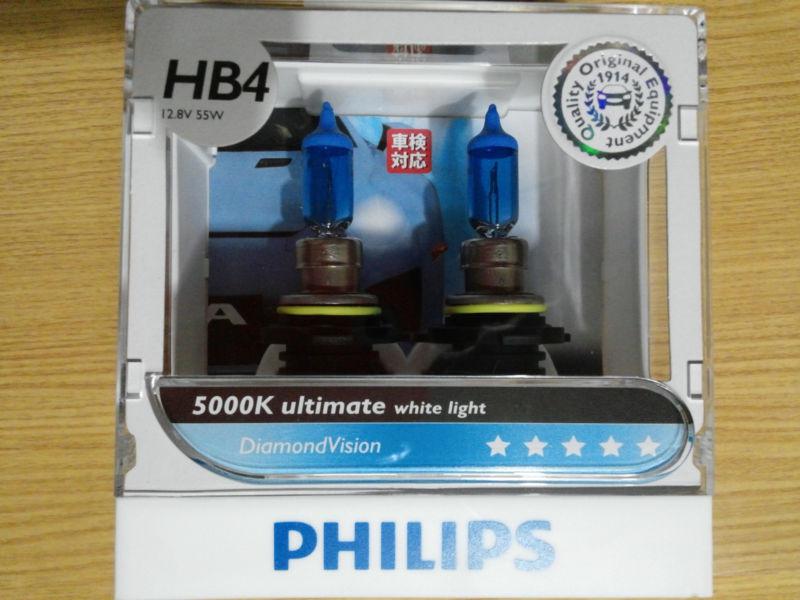 HB4
12.8V 55W
Quality Original Equipment
1914
車検
対応
A
5000K ultimate white light
DiamondVision
PHILIPS